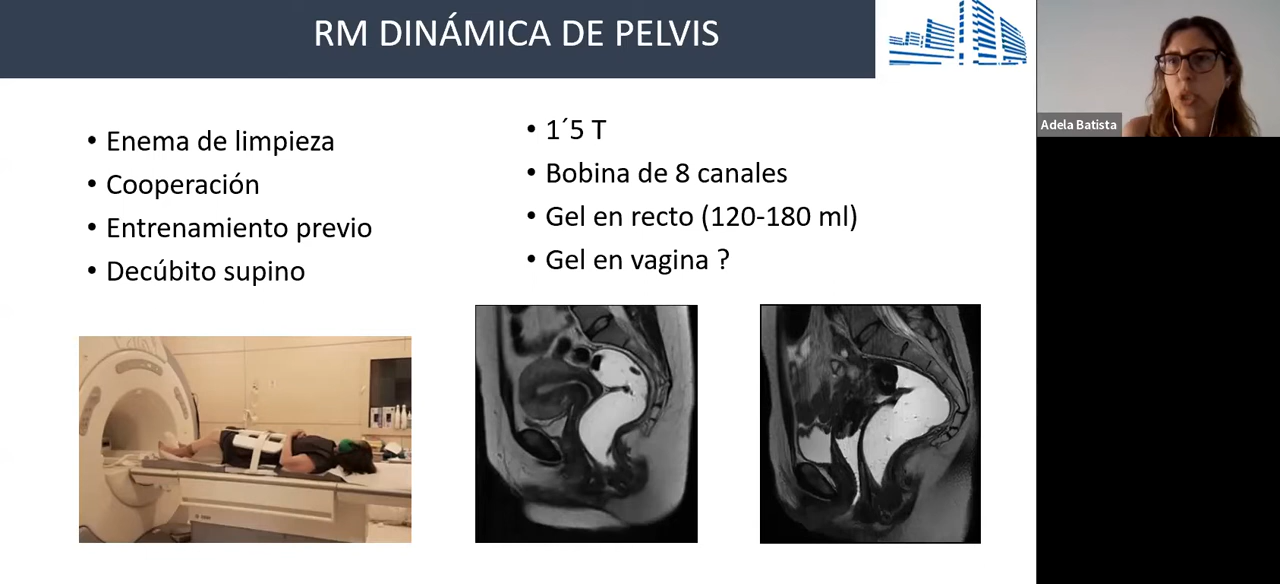 RM DINÁMICA DE PELVIS
• Enema de limpieza
• Cooperación
• Entrenamiento previo
• Decúbito supino
• 1´5 T
• Bobina de 8 canales
• Gel en recto (120-180 ml)
• Gel en vagina ?
Adela Batista